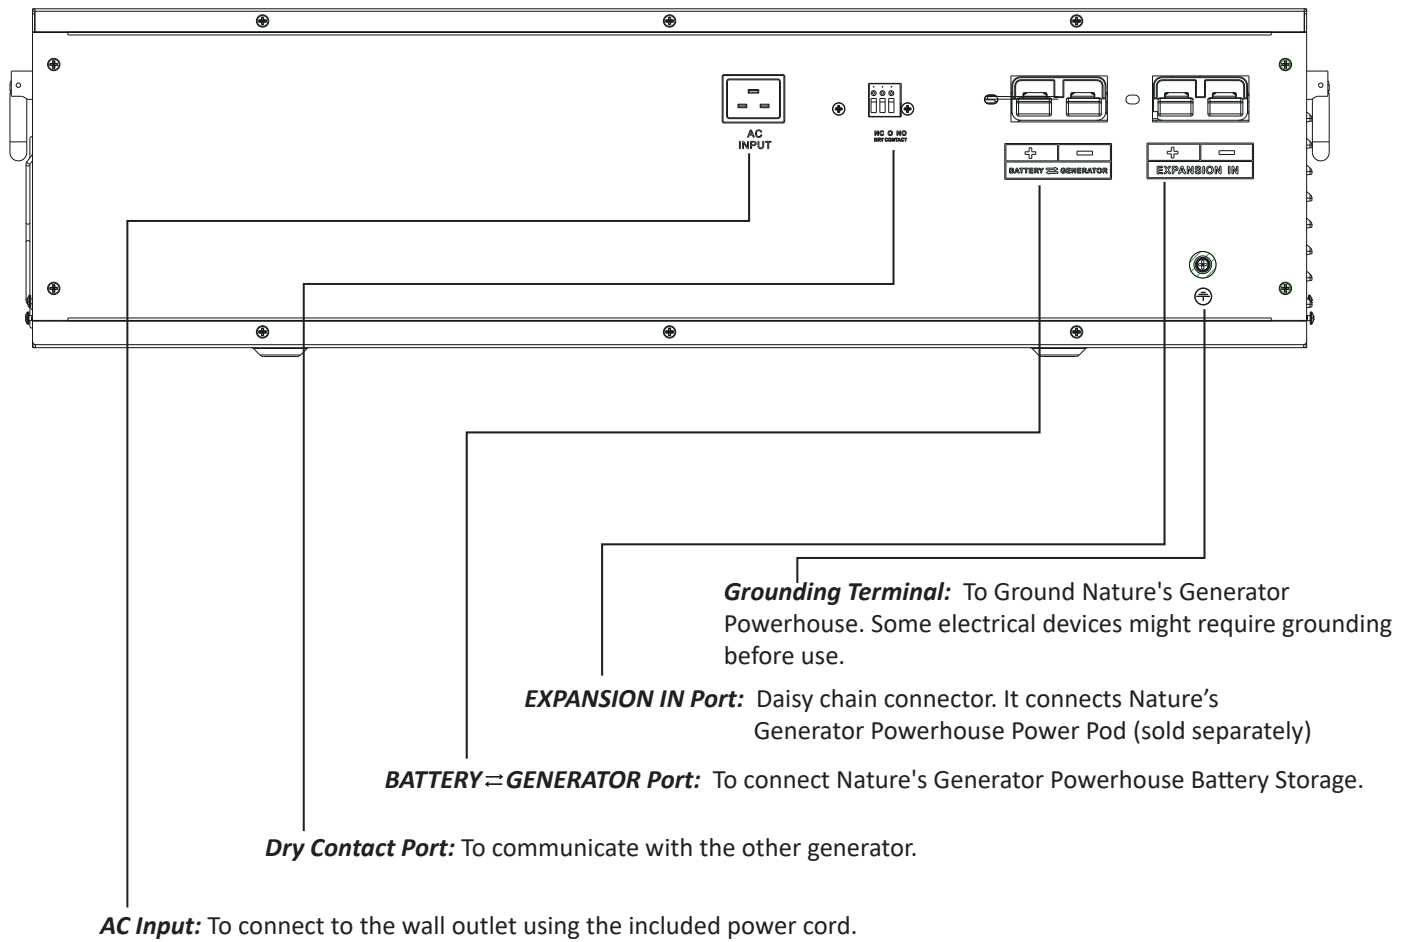 AC
INPUT
NC O NO
DRY CONTACT
+ −
BATTERY ⇄ GENERATOR
+ −
EXPANSION IN
Grounding Terminal: To Ground Nature's Generator
Powerhouse. Some electrical devices might require grounding
before use.
EXPANSION IN Port: Daisy chain connector. It connects Nature’s
Generator Powerhouse Power Pod (sold separately)
BATTERY⇄GENERATOR Port: To connect Nature's Generator Powerhouse Battery Storage.
Dry Contact Port: To communicate with the other generator.
AC Input: To connect to the wall outlet using the included power cord.